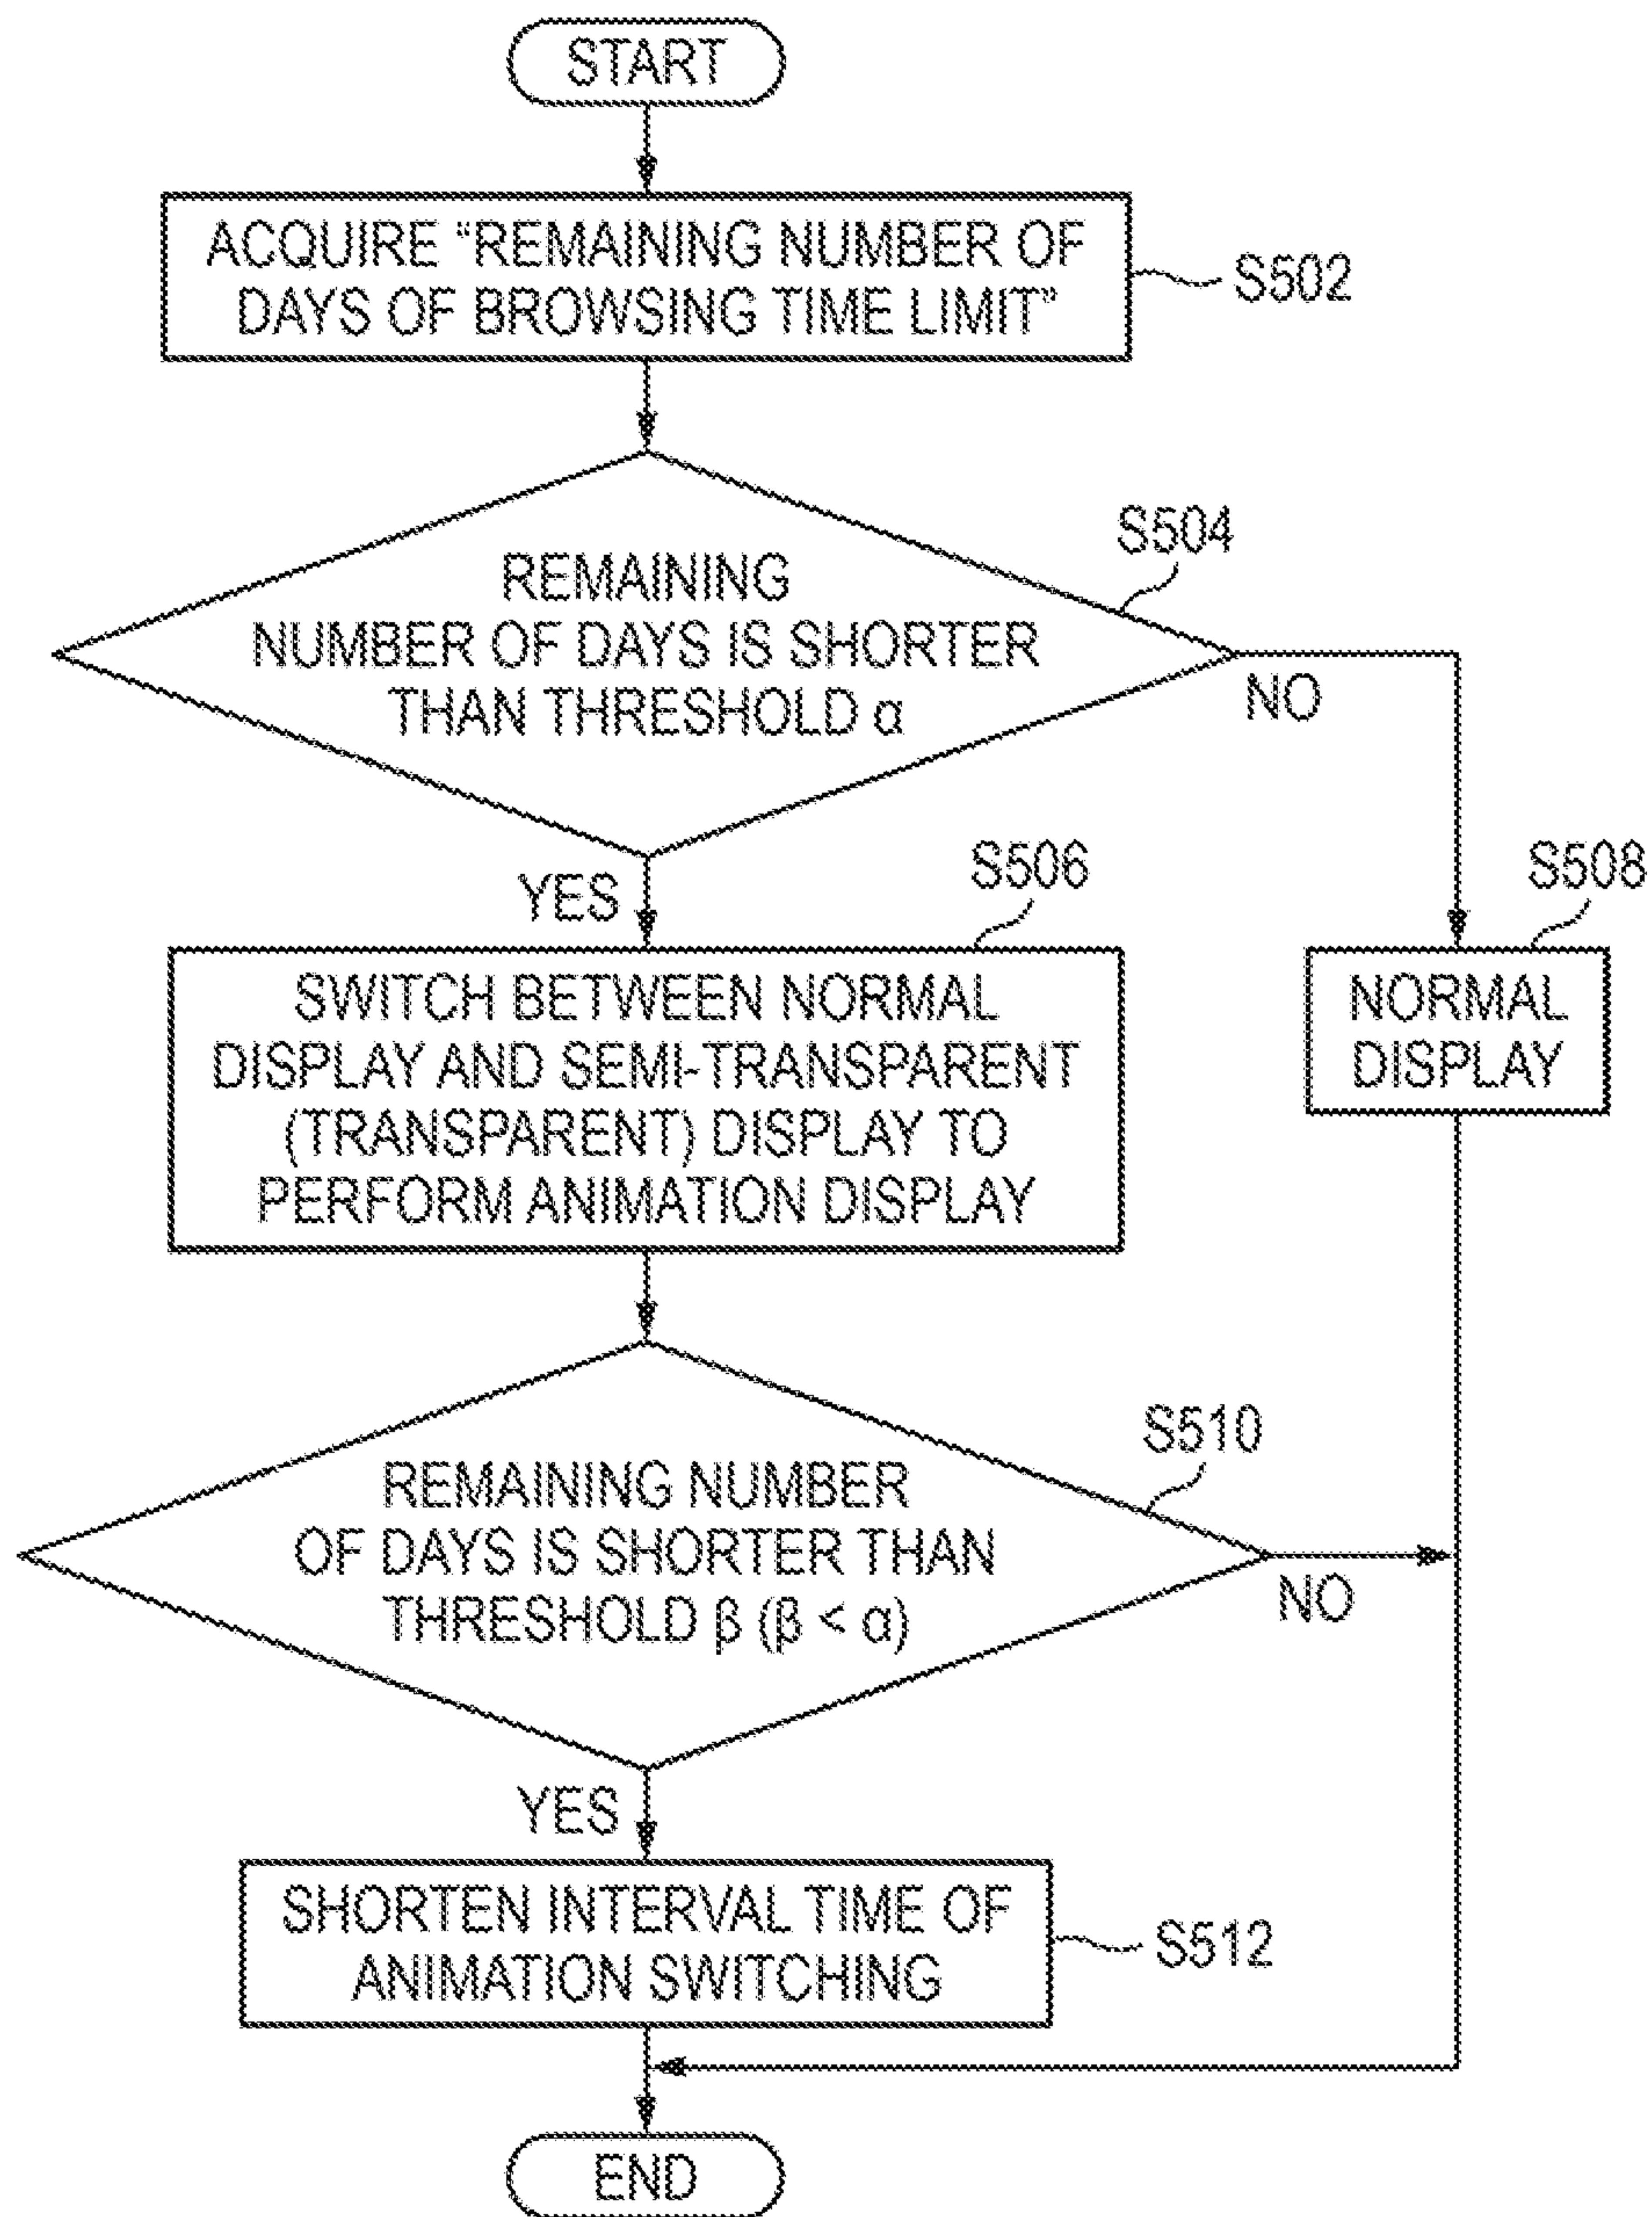 START
ACQUIRE "REMAINING NUMBER OF
DAYS OF BROWSING TIME LIMIT"
S502
REMAINING
NUMBER OF DAYS IS SHORTER
THAN THRESHOLD α
S504
NO
YES
S506
S508
SWITCH BETWEEN NORMAL
DISPLAY AND SEMI-TRANSPARENT
(TRANSPARENT) DISPLAY TO
PERFORM ANIMATION DISPLAY
NORMAL
DISPLAY
S510
REMAINING NUMBER
OF DAYS IS SHORTER THAN
THRESHOLD β (β < α)
NO
YES
SHORTEN INTERVAL TIME OF
ANIMATION SWITCHING
S512
END